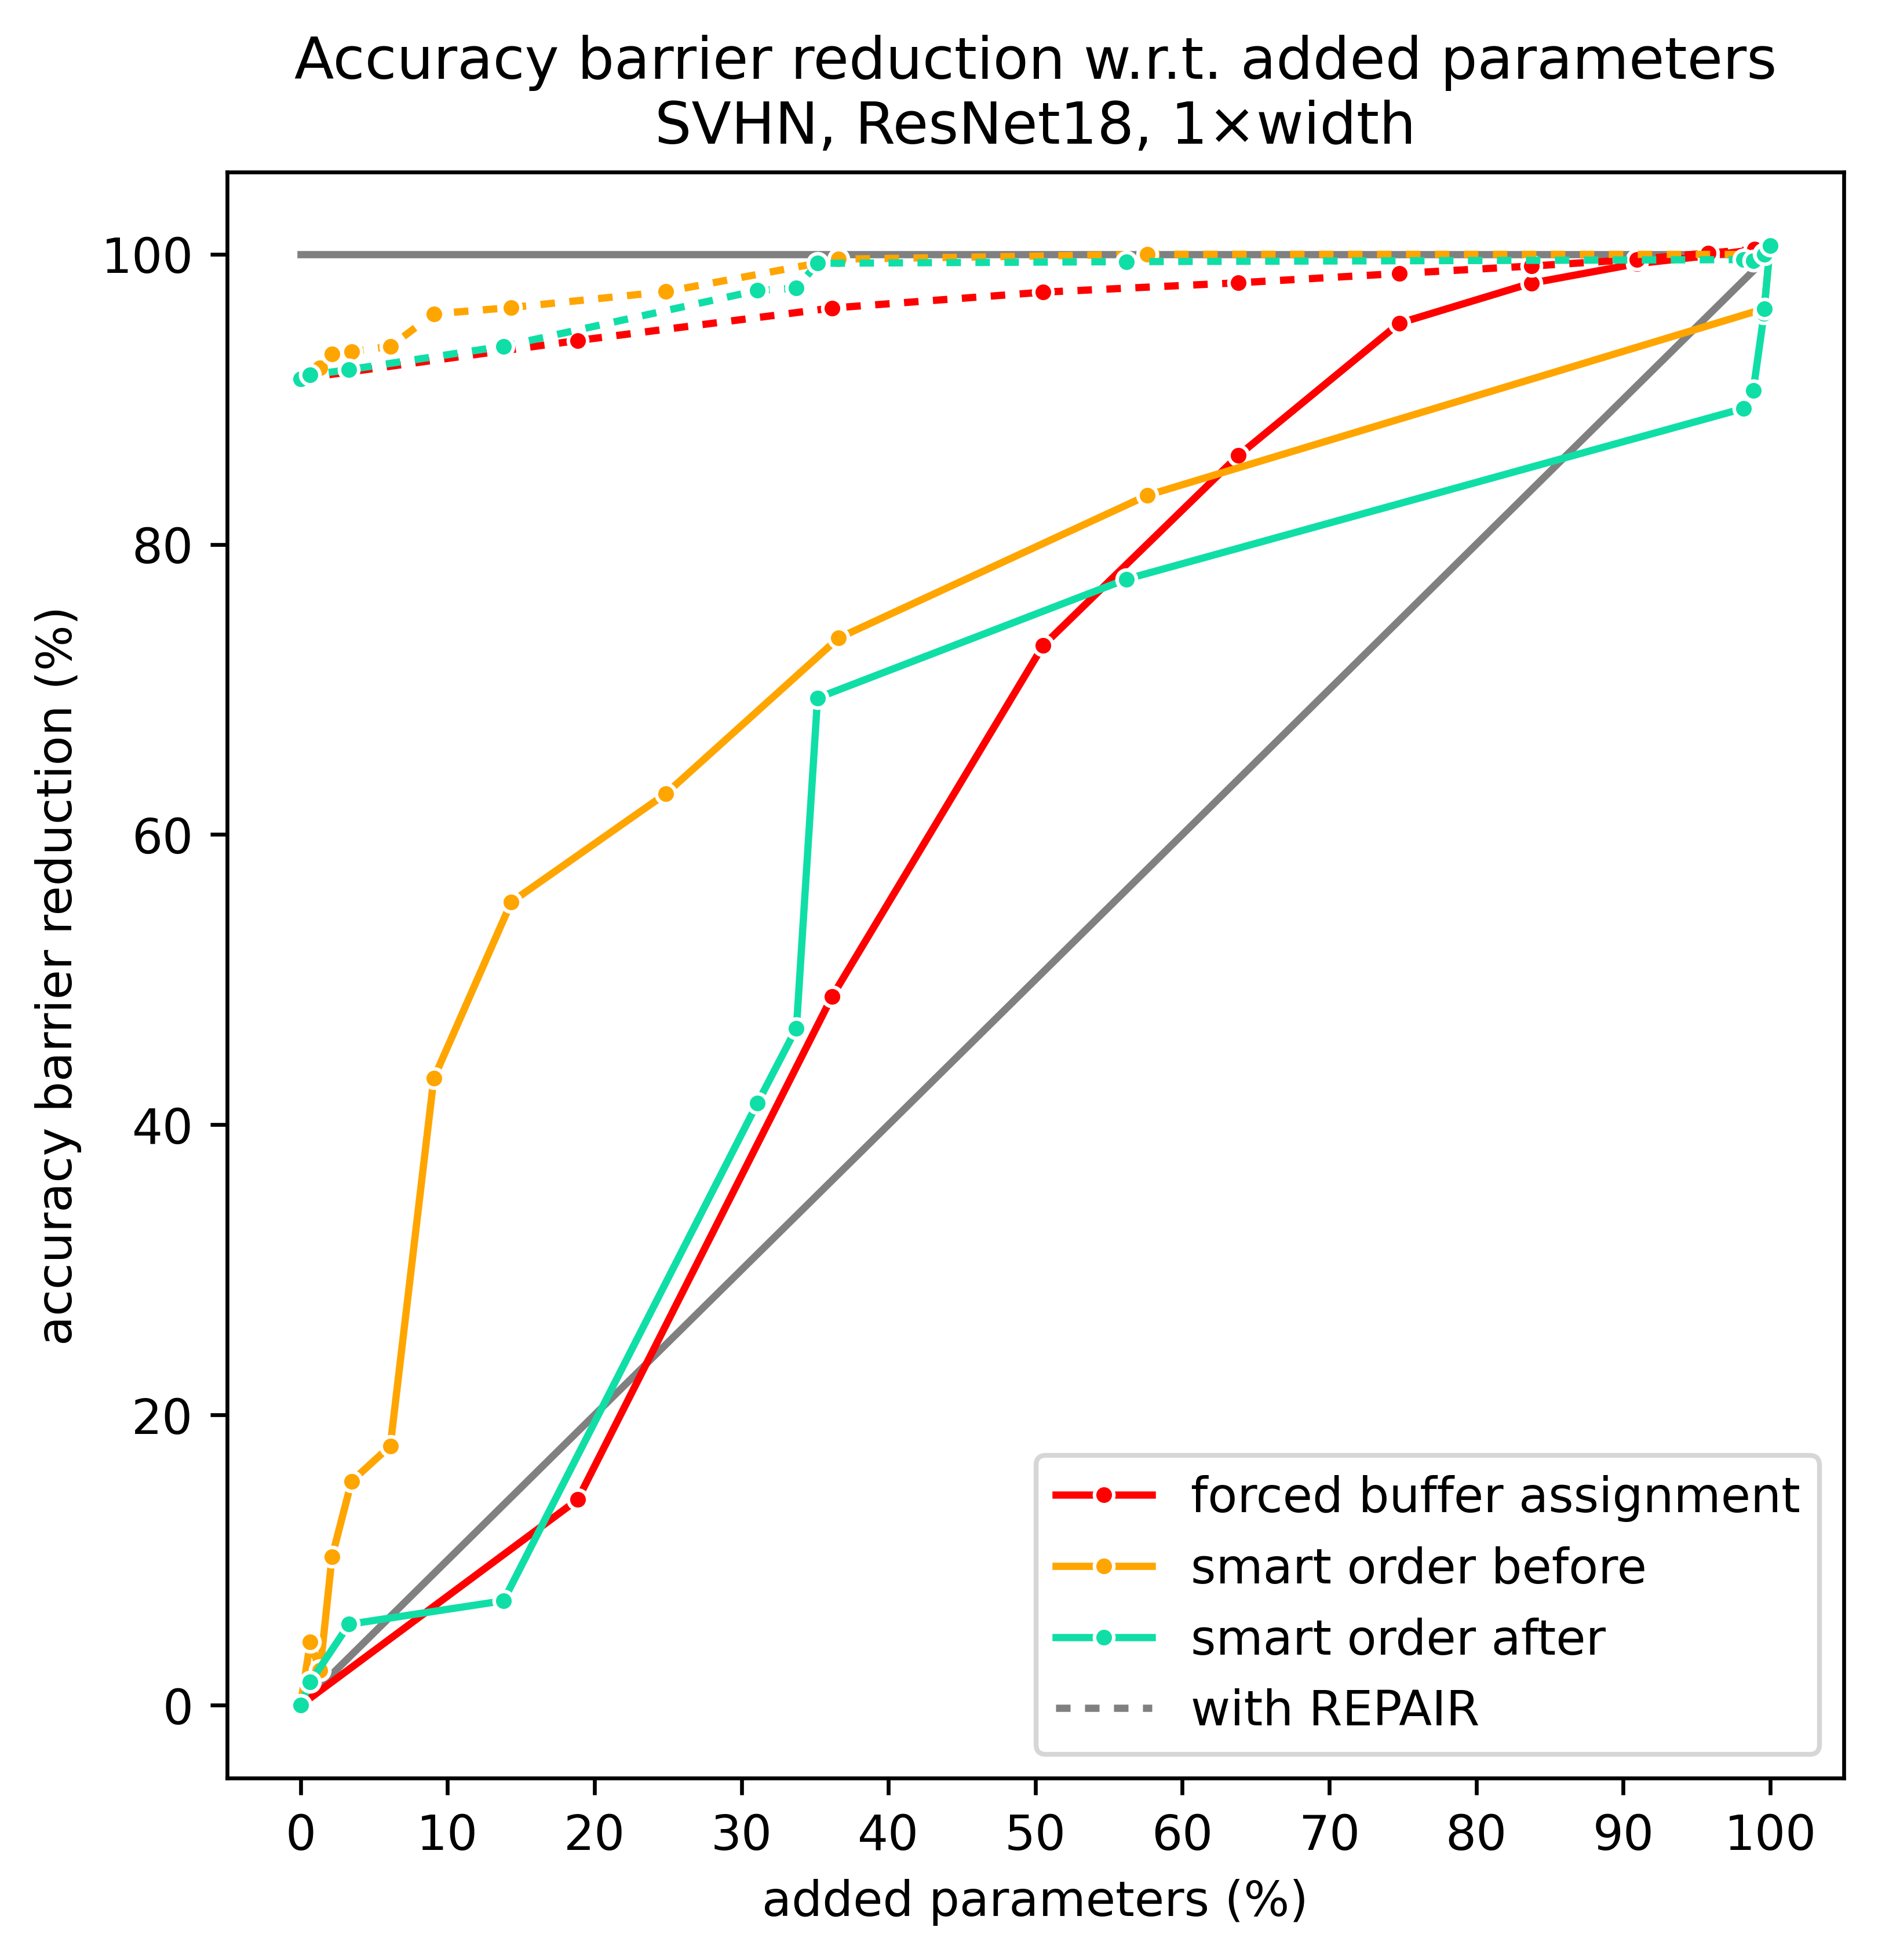 Accuracy barrier reduction w.r.t. added parameters
SVHN, ResNet18, 1×width
accuracy barrier reduction (%)
100
80
60
40
20
0
0 10 20 30 40 50 60 70 80 90 100
added parameters (%)
forced buffer assignment
smart order before
smart order after
with REPAIR